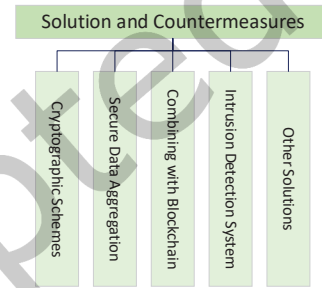 Solution and Countermeasures
Cryptographic Schemes
Secure Data Aggregation
Combining with Blockchain
Intrusion Detection System
Other Solutions